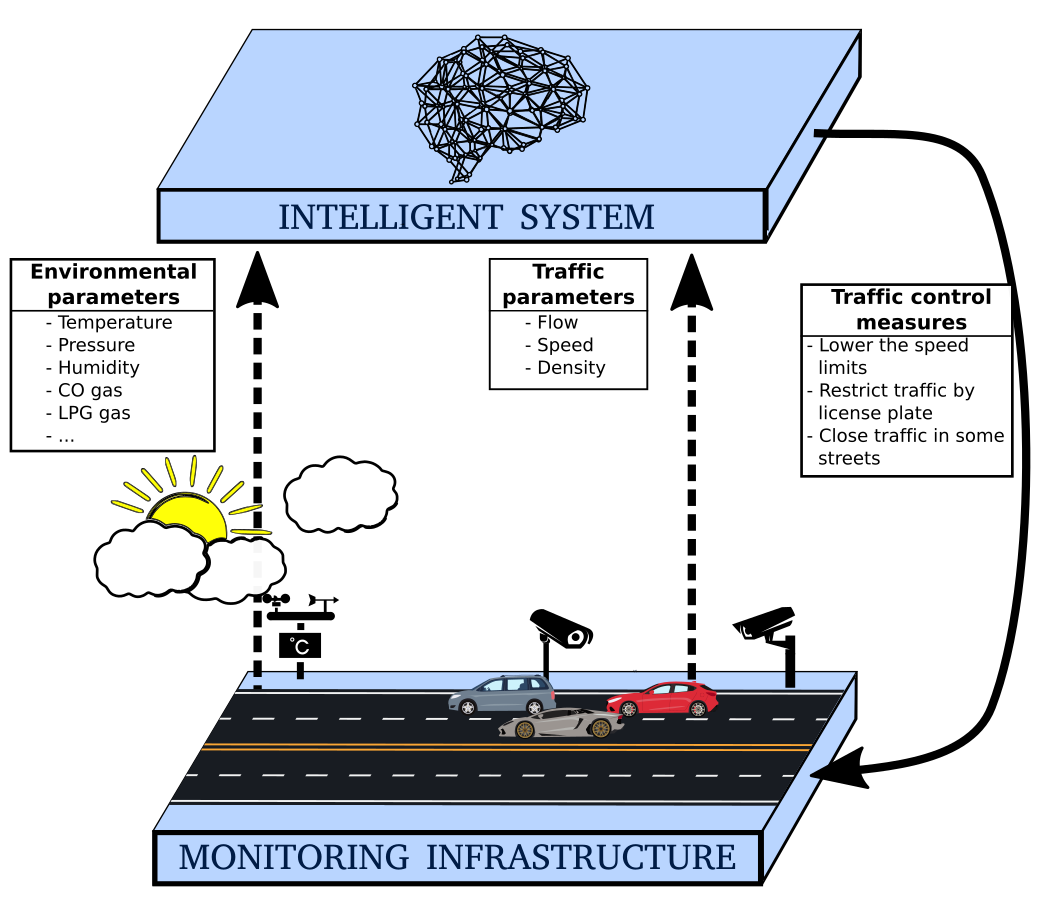 INTELLIGENT SYSTEM
Environmental
parameters
- Temperature
- Pressure
- Humidity
- CO gas
- LPG gas
- ...
Traffic
parameters
- Flow
- Speed
- Density
Traffic control
measures
- Lower the speed
limits
- Restrict traffic by
license plate
- Close traffic in some
streets
°C
MONITORING INFRASTRUCTURE